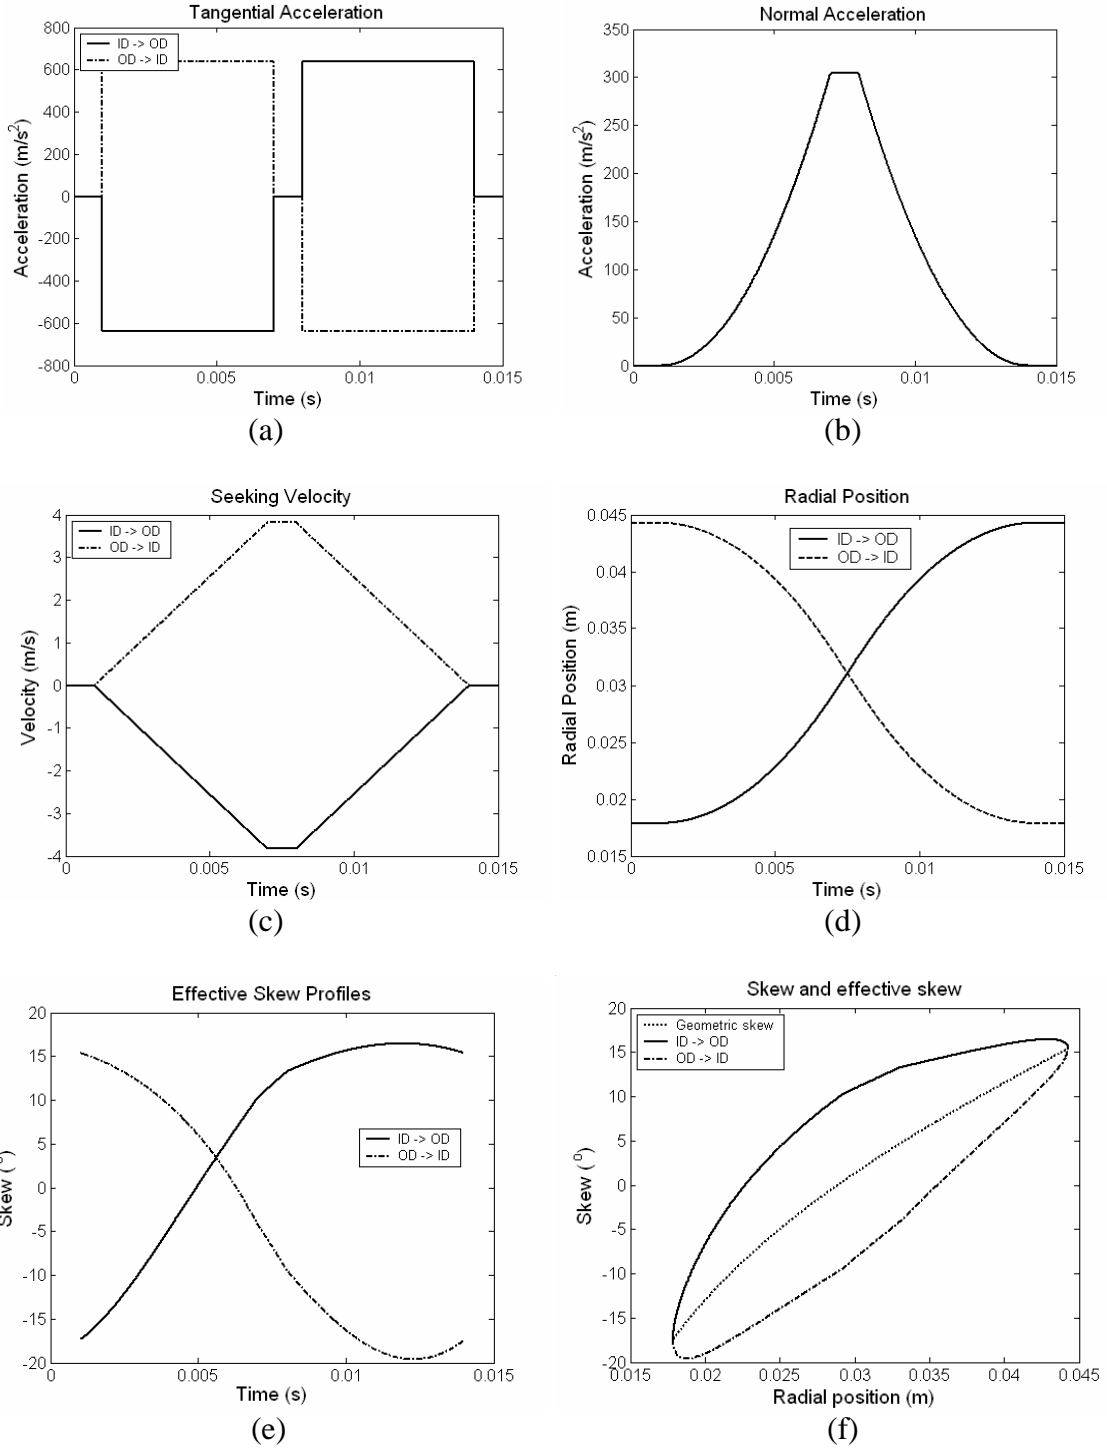 Tangential Acceleration
ID -> OD
OD -> ID
800
600
400
200
0
-200
-400
-600
-800
Acceleration (m/s²)
0 0.005 0.01 0.015
Time (s)
(a)
Normal Acceleration
350
300
250
200
150
100
50
0
Acceleration (m/s²)
0 0.005 0.01 0.015
Time (s)
(b)
Seeking Velocity
ID -> OD
OD -> ID
4
3
2
1
0
-1
-2
-3
-4
Velocity (m/s)
0 0.005 0.01 0.015
Time (s)
(c)
Radial Position
ID -> OD
OD -> ID
0.045
0.04
0.035
0.03
0.025
0.02
0.015
Radial Position (m)
0 0.005 0.01 0.015
Time (s)
(d)
Effective Skew Profiles
20
15
10
5
0
-5
-10
-15
-20
Skew (⁰)
ID -> OD
OD -> ID
0 0.005 0.01 0.015
Time (s)
(e)
Skew and effective skew
Geometric skew
ID -> OD
OD -> ID
20
15
10
5
0
-5
-10
-15
-20
Skew (⁰)
0.015 0.02 0.025 0.03 0.035 0.04 0.045
Radial position (m)
(f)